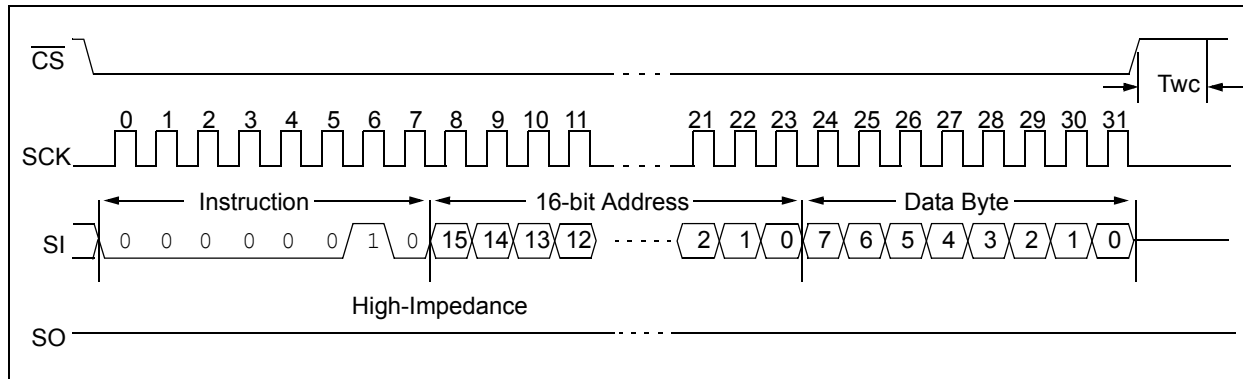 CS
Twc
0 1 2 3 4 5 6 7 8 9 10 11 21 22 23 24 25 26 27 28 29 30 31
SCK
Instruction 16-bit Address Data Byte
SI 0 0 0 0 0 0 1 0 15 14 13 12 2 1 0 7 6 5 4 3 2 1 0
High-Impedance
SO